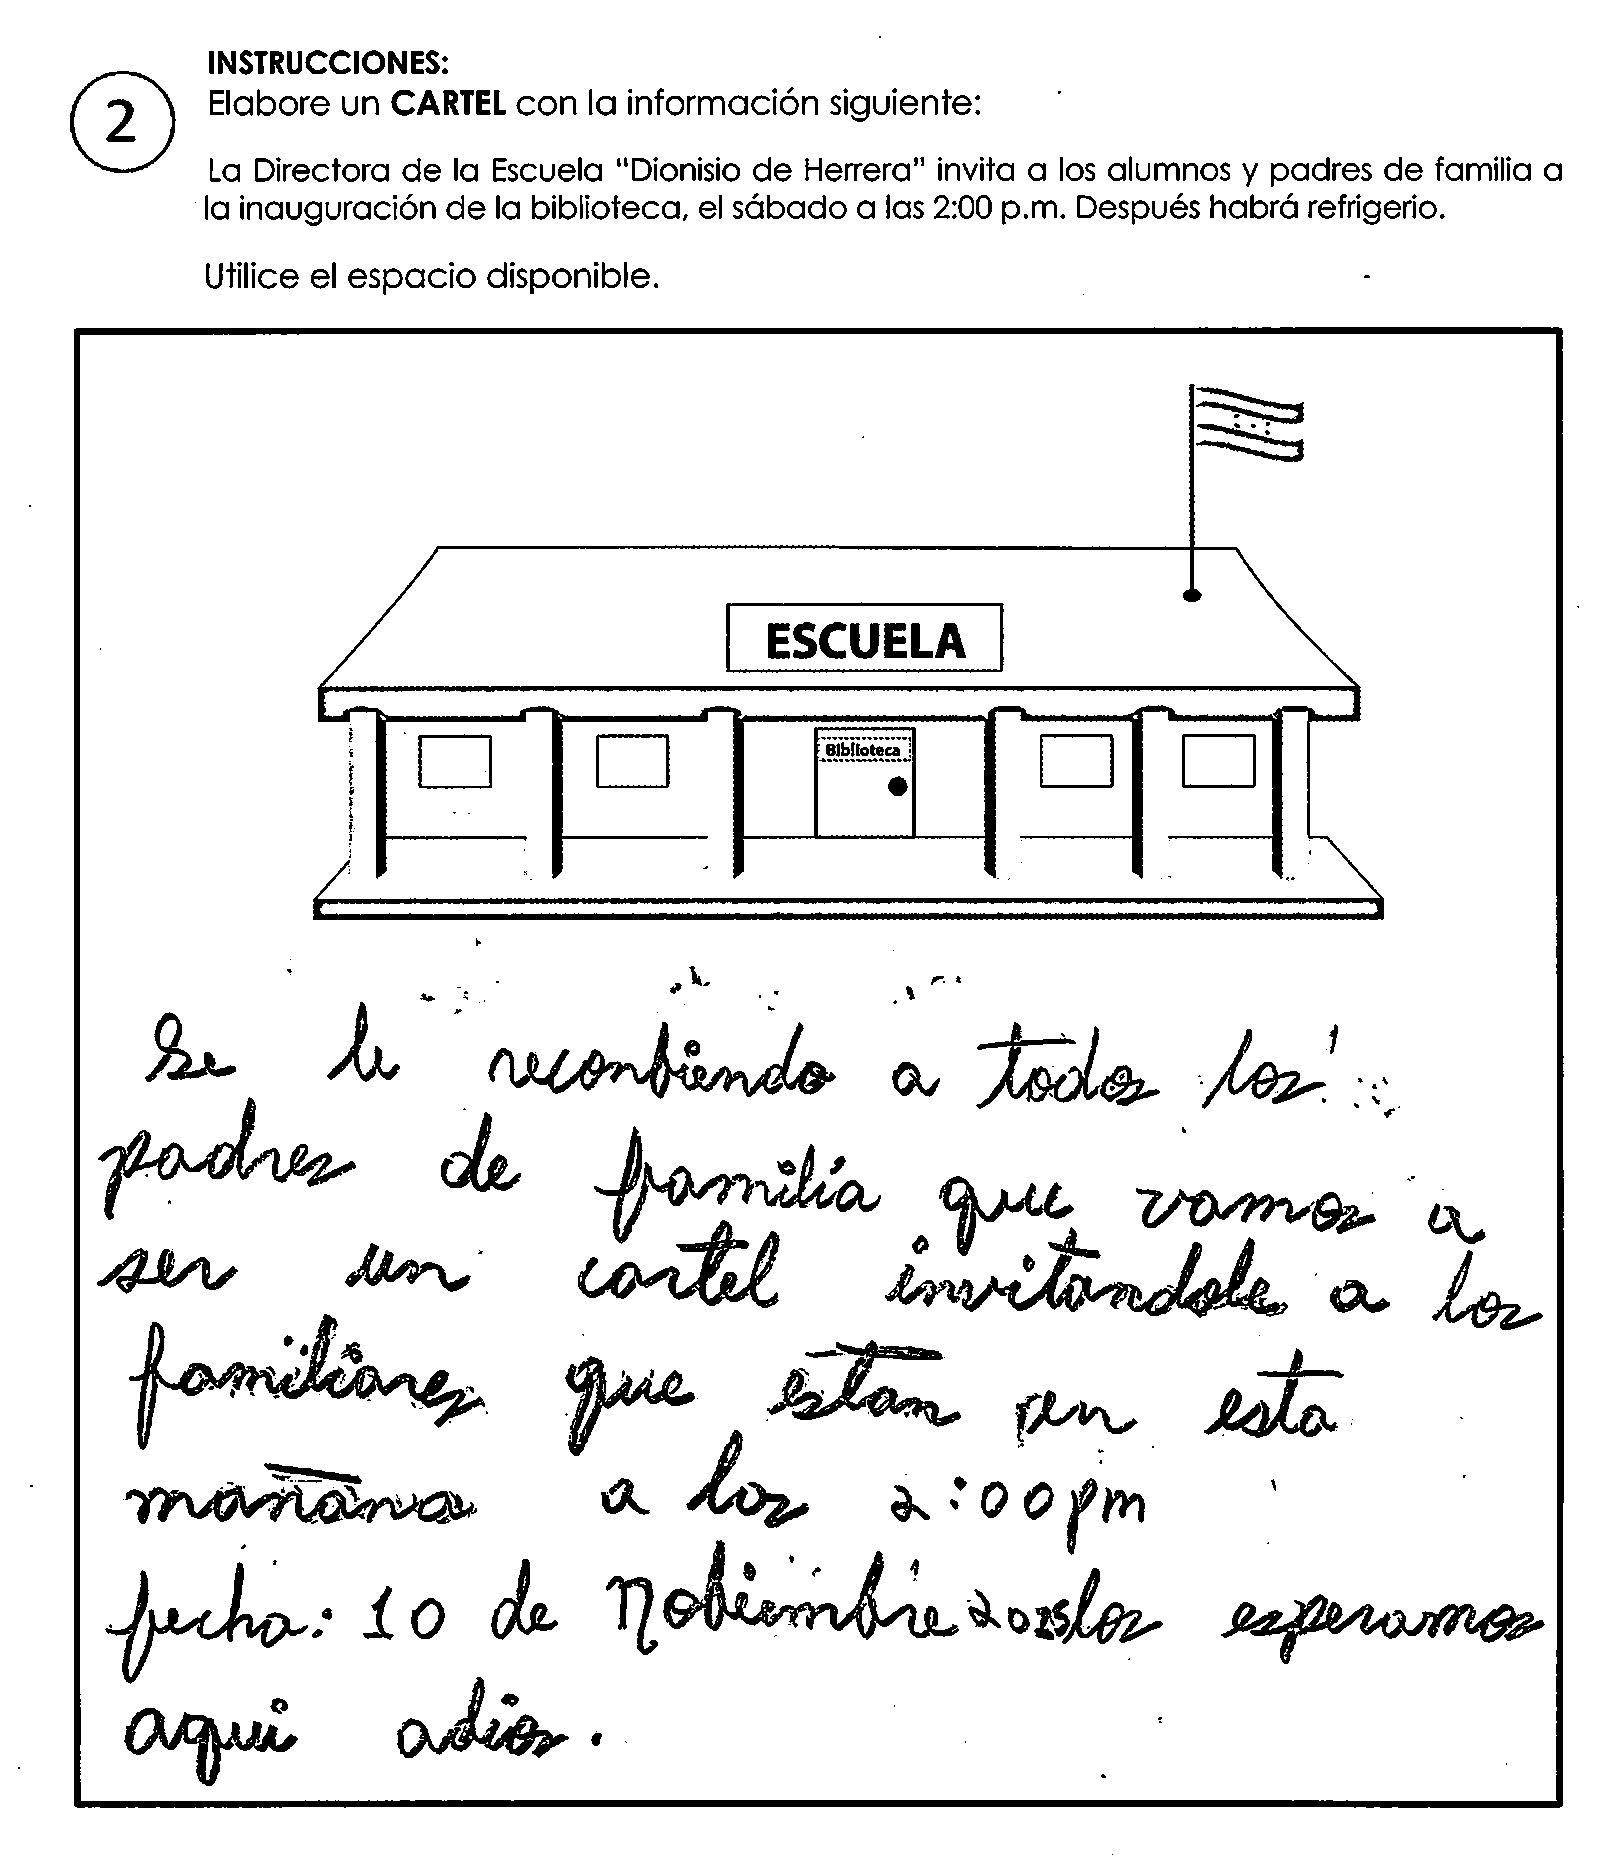 INSTRUCCIONES:
2
Elabore un CARTEL con la información siguiente:
La Directora de la Escuela "Dionisio de Herrera" invita a los alumnos y padres de familia a
la inauguración de la biblioteca, el sábado a las 2:00 p.m. Después habrá refrigerio.
Utilice el espacio disponible.
ESCUELA
Biblioteca
Se le reconbiendo a todos los
padres de familia que vamos a
ser un cartel invitandole a los
familiares que estan en esta
mañana a los 2:00pm
fecha: 10 de Nobiembre los esperamos
aqui adios.